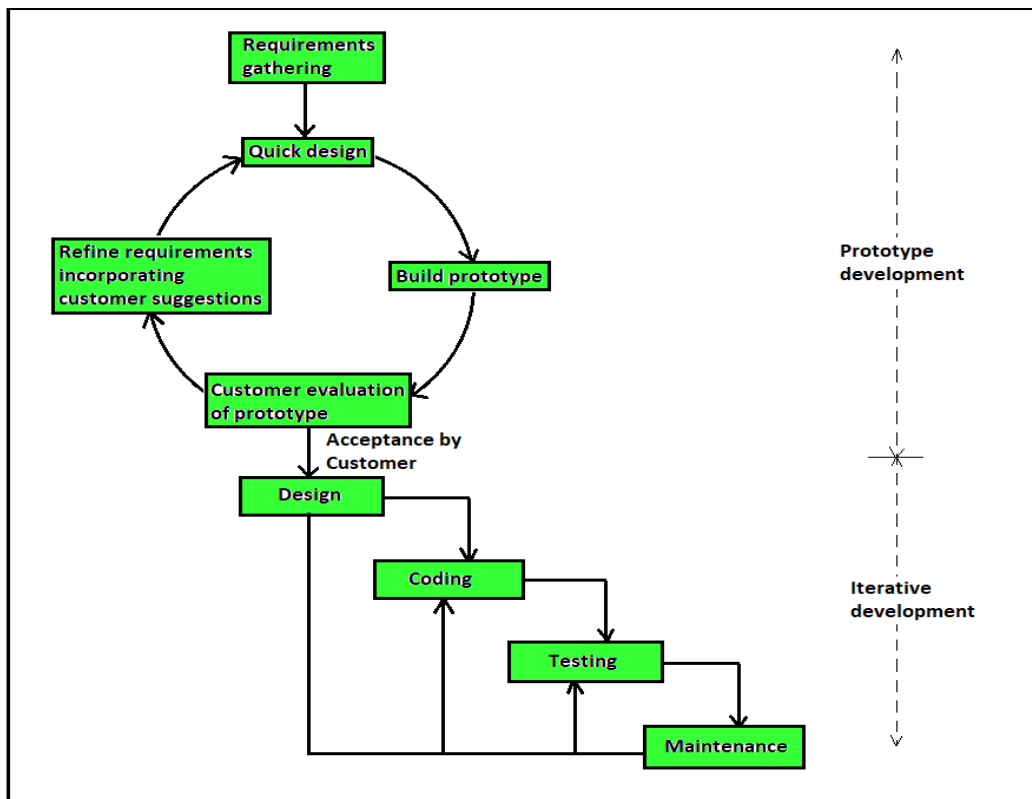 Requirements
gathering
Quick design
Refine requirements
incorporating
customer suggestions
Build prototype
Prototype
development
Customer evaluation
of prototype
Acceptance by
Customer
Design
Coding
Iterative
development
Testing
Maintenance